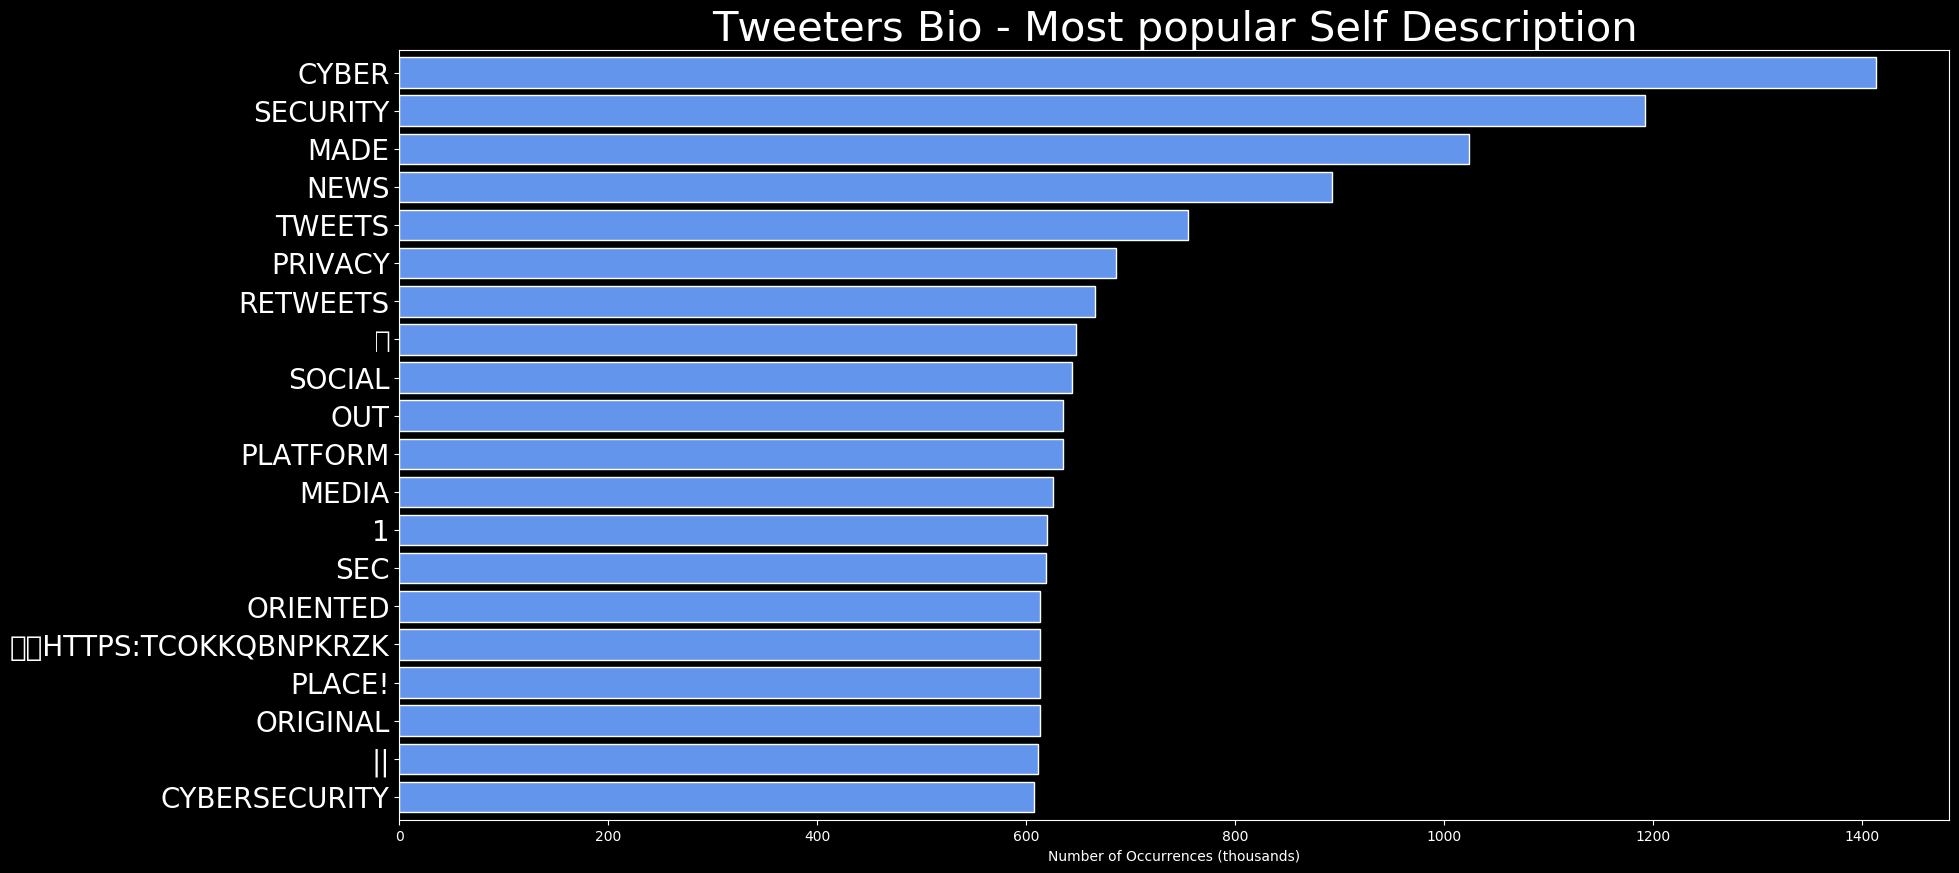 Tweeters Bio - Most popular Self Description
CYBER
SECURITY
MADE
NEWS
TWEETS
PRIVACY
RETWEETS
SOCIAL
OUT
PLATFORM
MEDIA
1
SEC
ORIENTED
HTTPS:TCOKKQBNPKRZK
PLACE!
ORIGINAL
||
CYBERSECURITY
0 200 400 600 800 1000 1200 1400
Number of Occurrences (thousands)